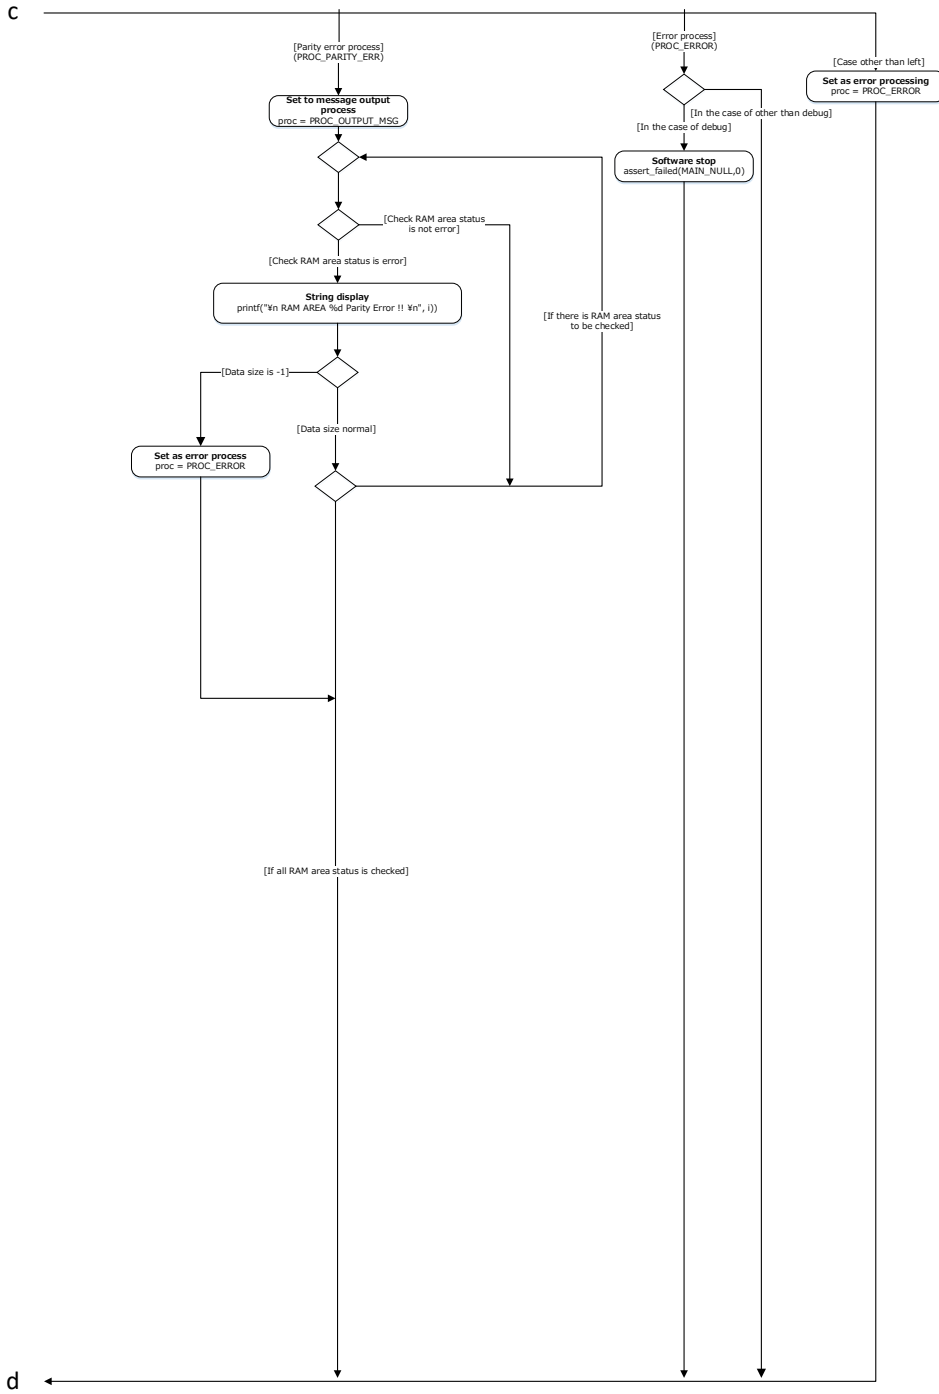 c
[Parity error process]
(PROC_PARITY_ERR)
[Error process]
(PROC_ERROR)
[Case other than left]
Set as error processing
proc = PROC_ERROR
Set to message output
process
proc = PROC_OUTPUT_MSG
[In the case of other than debug]
[In the case of debug]
Software stop
assert_failed(MAIN_NULL,0)
[Check RAM area status
is not error]
[Check RAM area status is error]
String display
printf("¥n RAM AREA %d Parity Error !! ¥n", i))
[If there is RAM area status
to be checked]
[Data size is -1]
[Data size normal]
Set as error process
proc = PROC_ERROR
[If all RAM area status is checked]
d